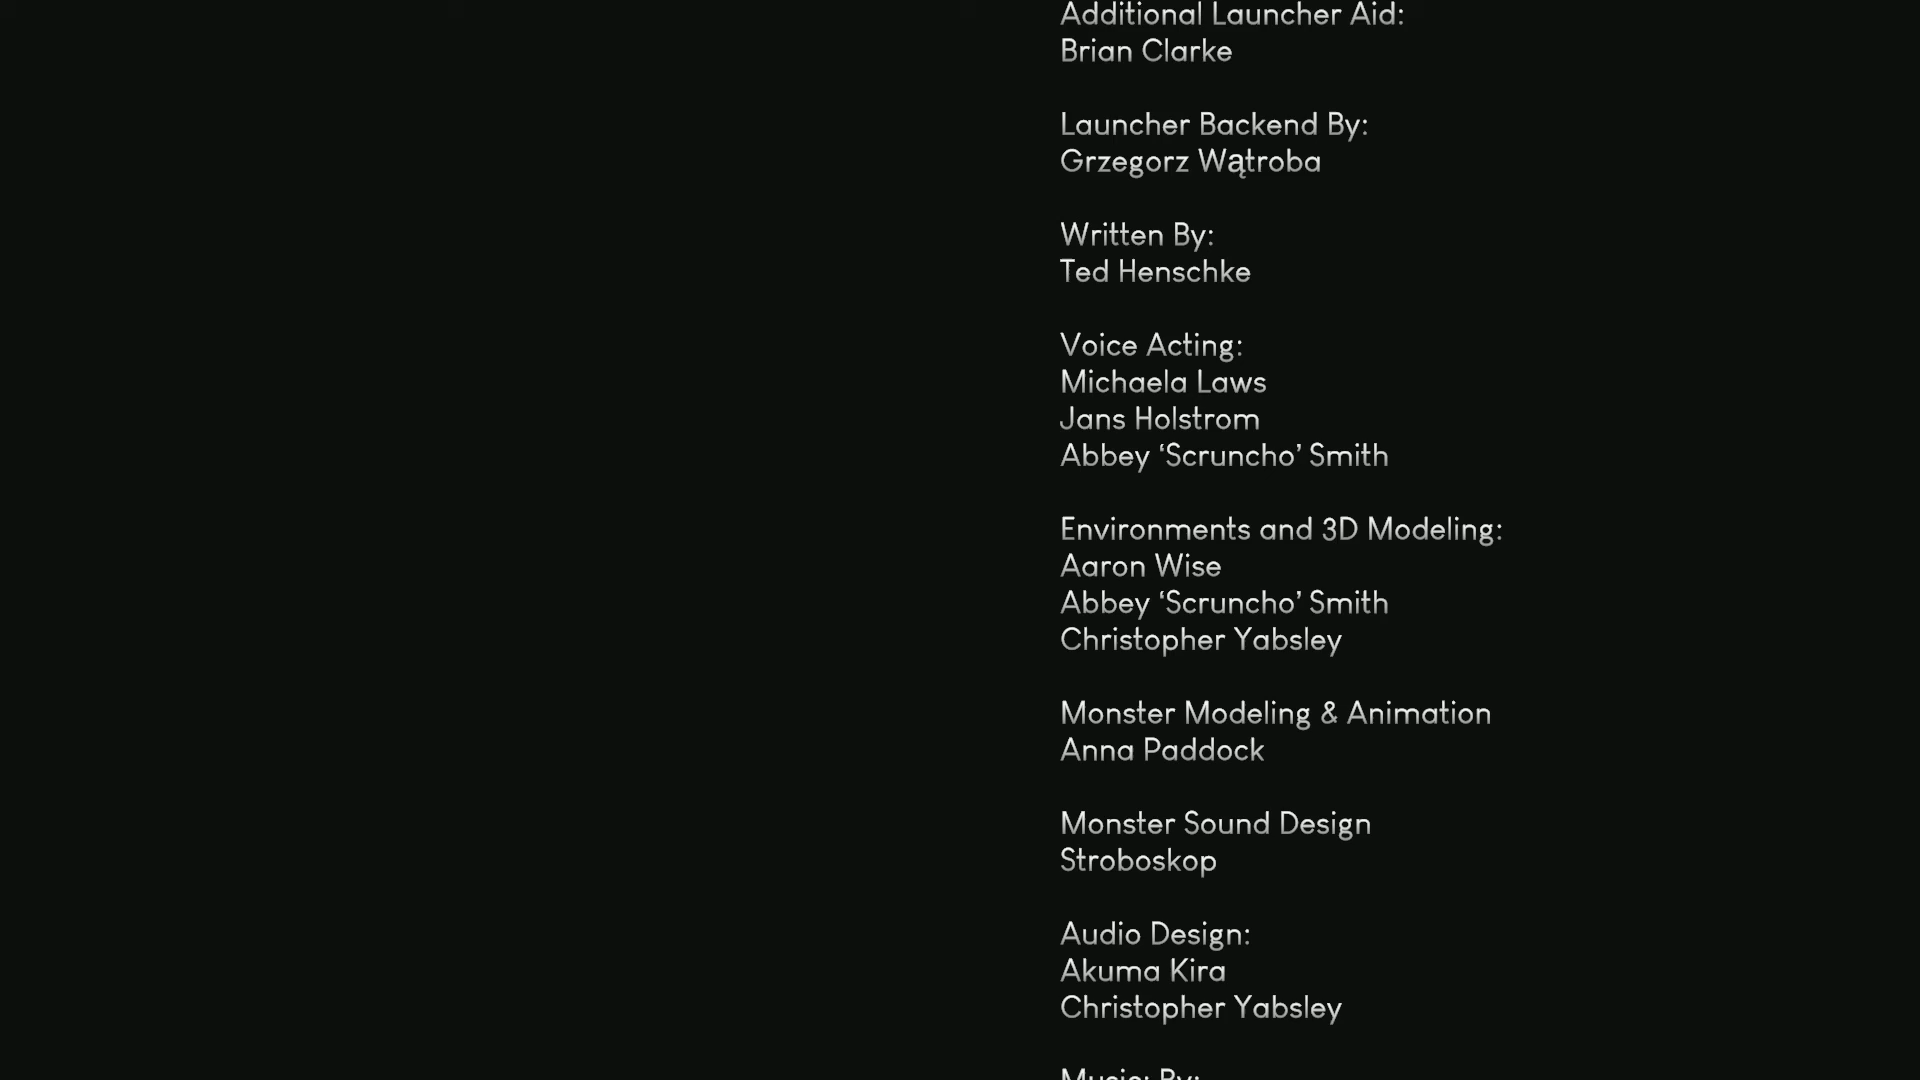 Additional Launcher Aid:
Brian Clarke
Launcher Backend By:
Grzegorz Wątroba
Written By:
Ted Henschke
Voice Acting:
Michaela Laws
Jans Holstrom
Abbey ‘Scruncho’ Smith
Environments and 3D Modeling:
Aaron Wise
Abbey ‘Scruncho’ Smith
Christopher Yabsley
Monster Modeling & Animation
Anna Paddock
Monster Sound Design
Stroboskop
Audio Design:
Akuma Kira
Christopher Yabsley
Music: By: